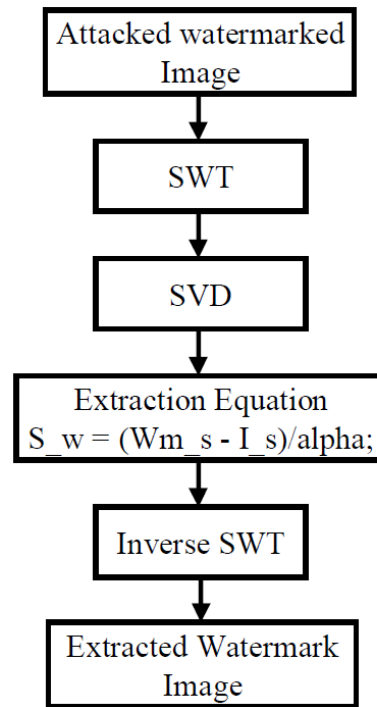 Attacked watermarked
Image
SWT
SVD
Extraction Equation
S_w = (Wm_s - I_s)/alpha;
Inverse SWT
Extracted Watermark
Image